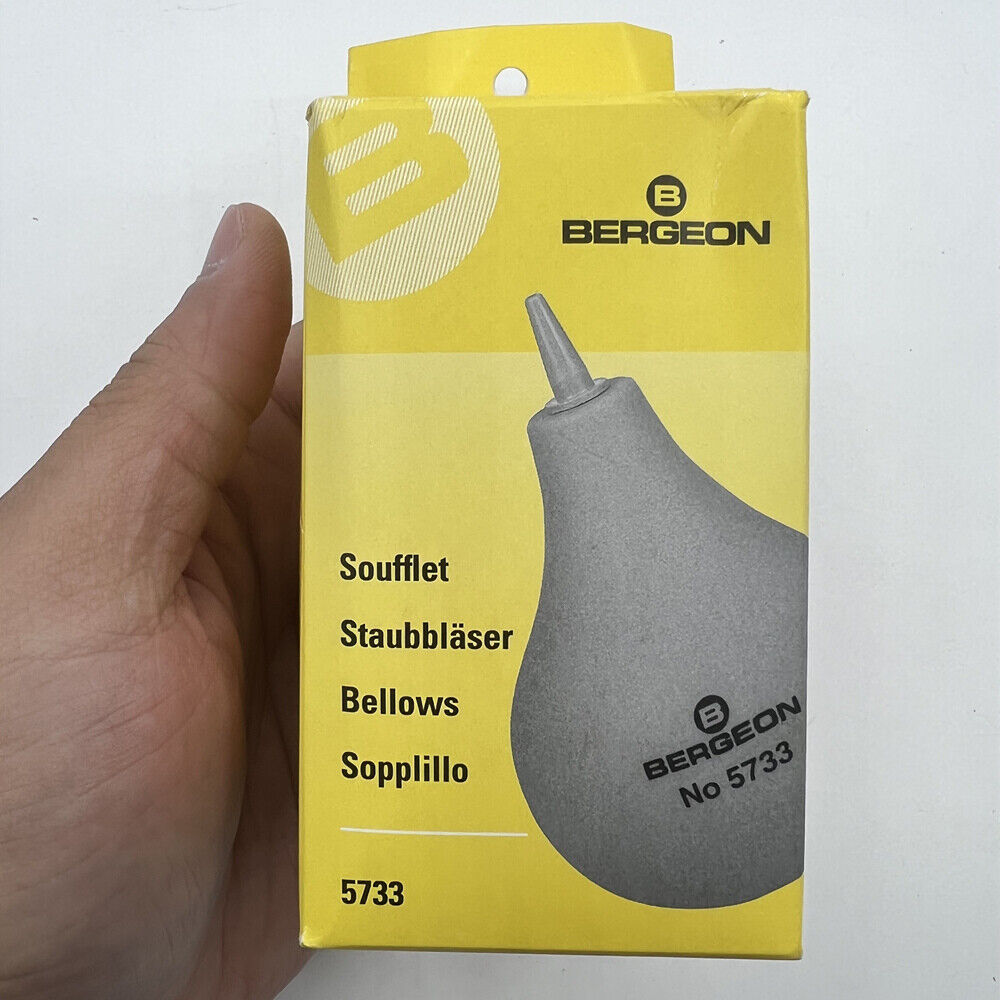 B
B
BERGEON
Soufflet
Staubbläser
Bellows
Sopplillo
B
BERGEON
No 5733
5733